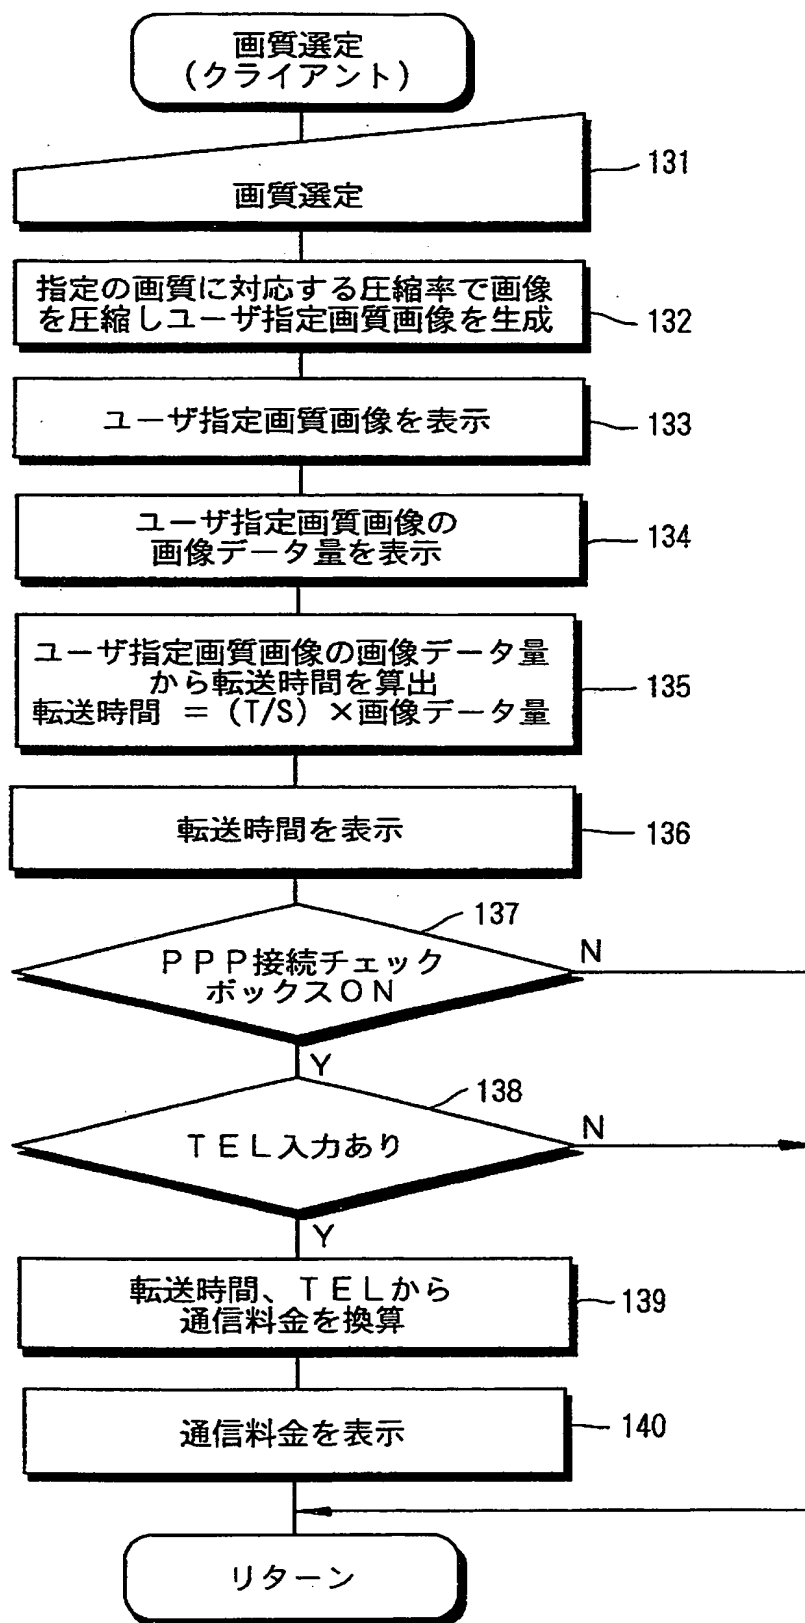 画質選定
(クライアント)
画質選定
131
指定の画質に対応する圧縮率で画像
を圧縮しユーザ指定画質画像を生成
132
ユーザ指定画質画像を表示
133
ユーザ指定画質画像の
画像データ量を表示
134
ユーザ指定画質画像の画像データ量
から転送時間を算出
転送時間 = (T/S) ×画像データ量
135
転送時間を表示
136
137
PPP接続チェック
ボックスON
N
Y
138
TEL入力あり
N
Y
転送時間、TELから
通信料金を換算
139
通信料金を表示
140
リターン